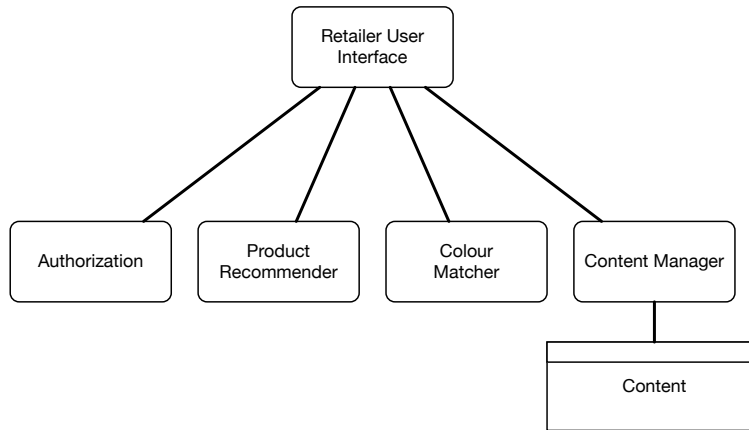 Retailer User
Interface
Authorization
Product
Recommender
Colour
Matcher
Content Manager
Content